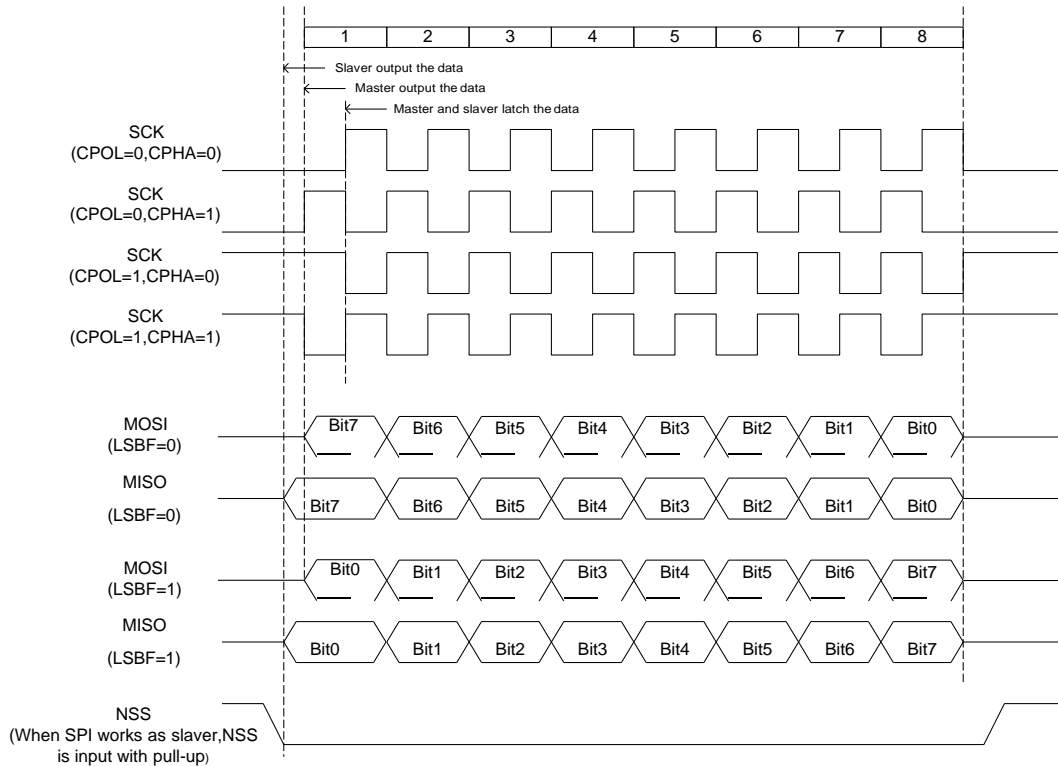 1 2 3 4 5 6 7 8
Slaver output the data
Master output the data
Master and slaver latch the data
SCK
(CPOL=0,CPHA=0)
SCK
(CPOL=0,CPHA=1)
SCK
(CPOL=1,CPHA=0)
SCK
(CPOL=1,CPHA=1)
MOSI
(LSBF=0)
Bit7 Bit6 Bit5 Bit4 Bit3 Bit2 Bit1 Bit0
MISO
(LSBF=0)
Bit7 Bit6 Bit5 Bit4 Bit3 Bit2 Bit1 Bit0
MOSI
(LSBF=1)
Bit0 Bit1 Bit2 Bit3 Bit4 Bit5 Bit6 Bit7
MISO
(LSBF=1)
Bit0 Bit1 Bit2 Bit3 Bit4 Bit5 Bit6 Bit7
NSS
(When SPI works as slaver,NSS
is input with pull-up)